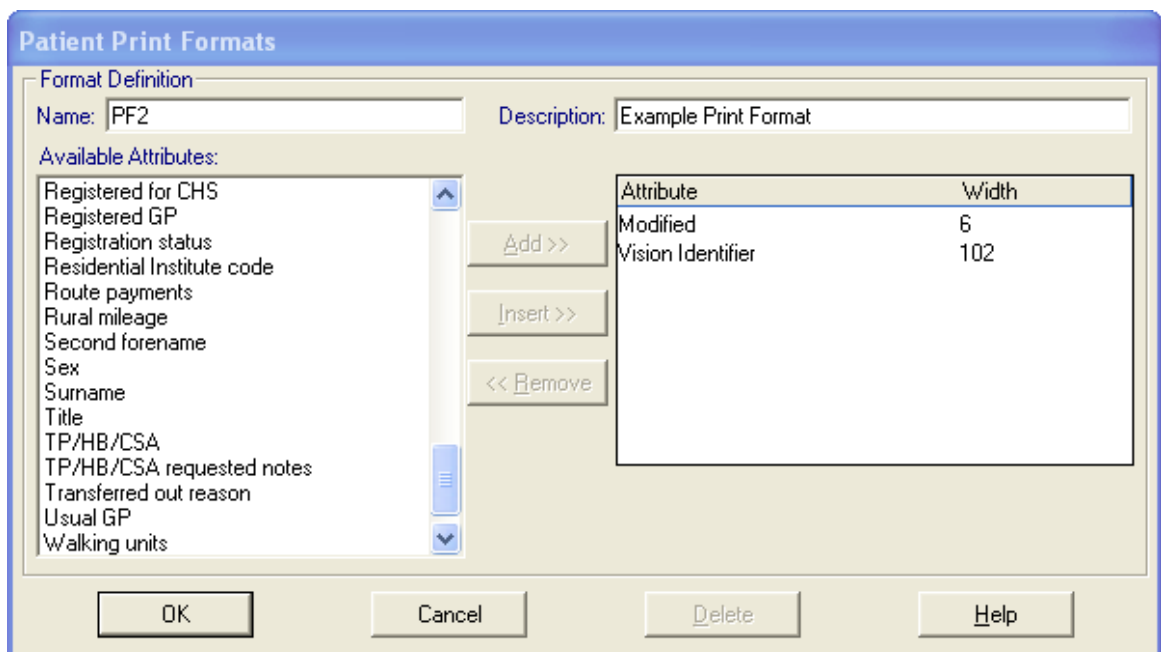 Patient Print Formats
Format Definition
Name: PF2 Description: Example Print Format
Available Attributes:
Registered for CHS
Registered GP
Registration status
Residential Institute code
Route payments
Rural mileage
Second forename
Sex
Surname
Title
TP/HB/CSA
TP/HB/CSA requested notes
Transferred out reason
Usual GP
Walking units
Add >>
Insert >>
<< Remove
Attribute Width
Modified 6
Vision Identifier 102
OK Cancel Delete Help